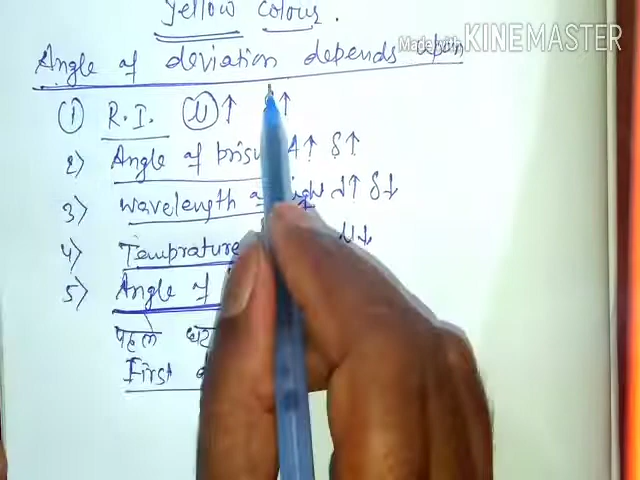 Yellow Colour.
Made with KINEMASTER
Angle of deviation depends upon
① R.I. (μ)↑ ↑
2) Angle of A↑ δ↑
3) wavelength λ↑ δ↓
4) Temprature μ↓
5) Angle of
पहले
First